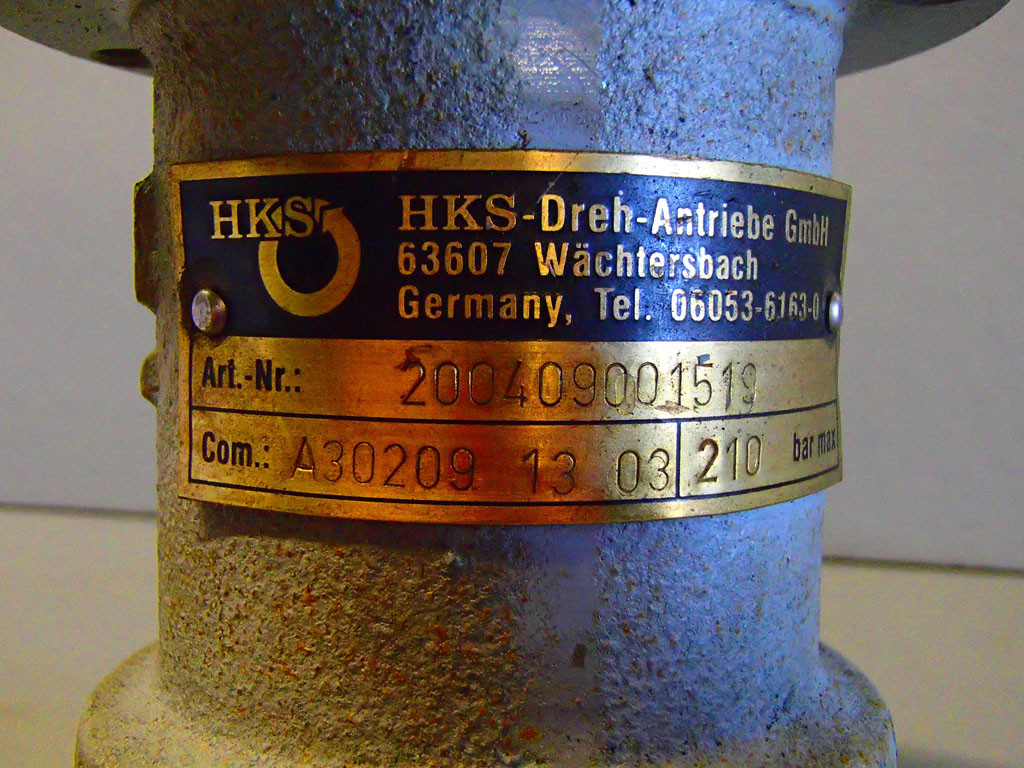 HKS
HKS-Dreh-Antriebe GmbH
63607 Wächtersbach
Germany, Tel. 06053-6163-0
Art.-Nr.: 200409001519
Com.: A30209 13 03 210 bar max